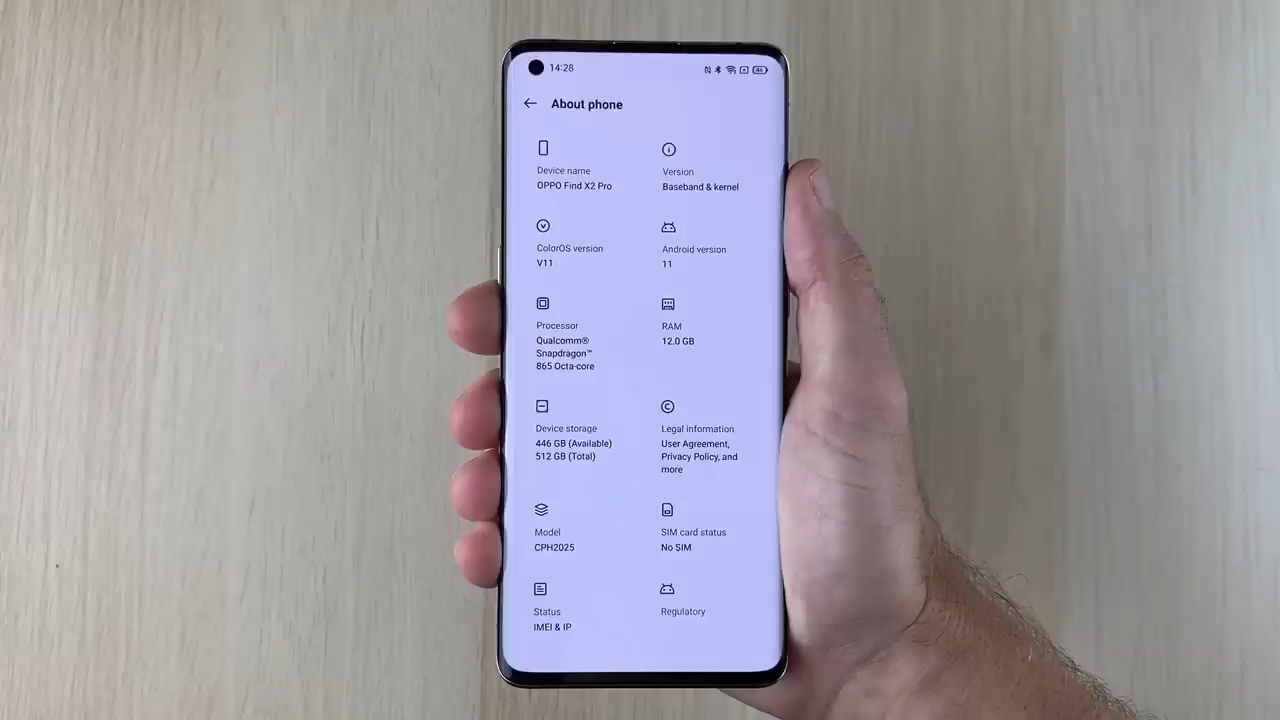 14:28
46
About phone
Device name
OPPO Find X2 Pro
Version
Baseband & kernel
ColorOS version
V11
Android version
11
Processor
Qualcomm®
Snapdragon™
865 Octa-core
RAM
12.0 GB
Device storage
446 GB (Available)
512 GB (Total)
Legal information
User Agreement,
Privacy Policy, and
more
Model
CPH2025
SIM card status
No SIM
Status
IMEI & IP
Regulatory